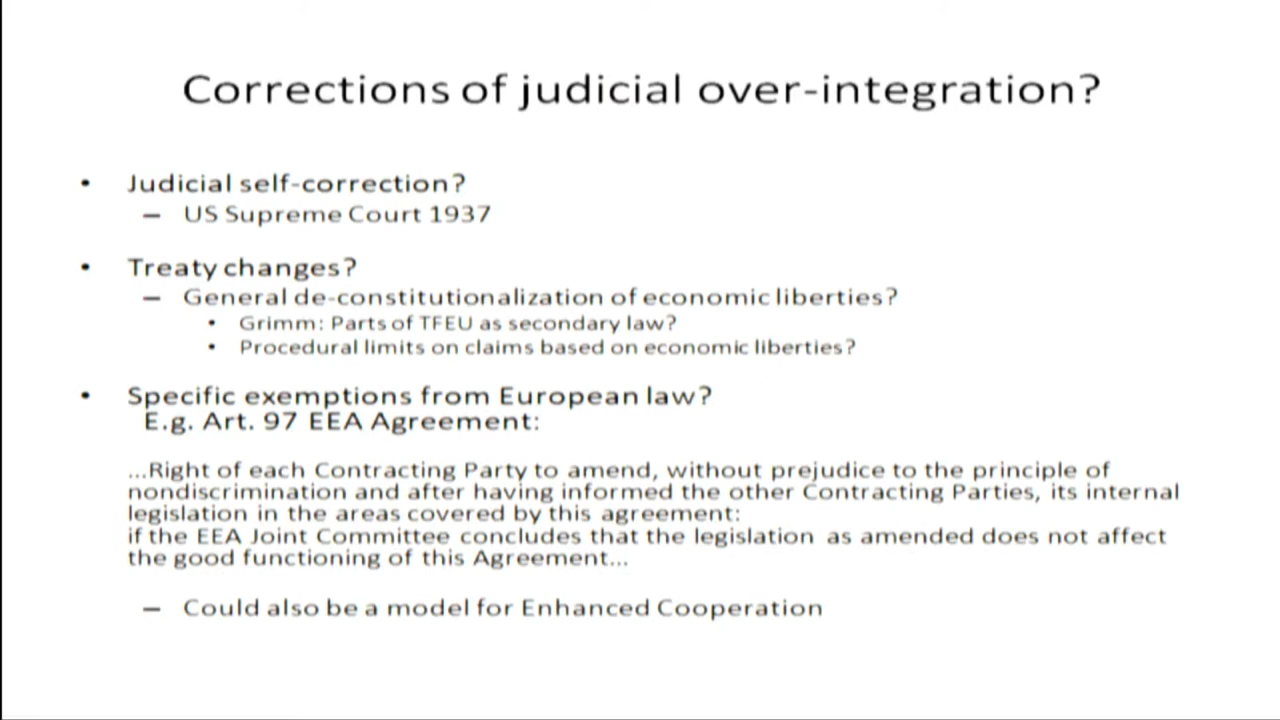 Corrections of judicial over-integration?
• Judicial self-correction?
– US Supreme Court 1937
• Treaty changes?
– General de-constitutionalization of economic liberties?
• Grimm: Parts of TFEU as secondary law?
• Procedural limits on claims based on economic liberties?
• Specific exemptions from European law?
E.g. Art. 97 EEA Agreement:
...Right of each Contracting Party to amend, without prejudice to the principle of
nondiscrimination and after having informed the other Contracting Parties, its internal
legislation in the areas covered by this agreement:
if the EEA Joint Committee concludes that the legislation as amended does not affect
the good functioning of this Agreement...
– Could also be a model for Enhanced Cooperation